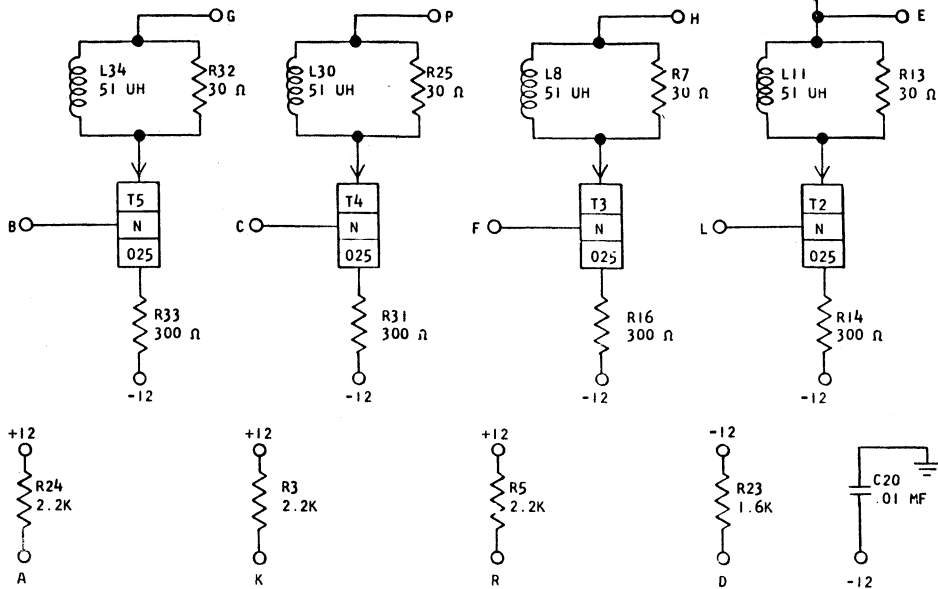 G
P
H
E
L34
51 UH
R32
30 Ω
L30
51 UH
R25
30 Ω
L8
51 UH
R7
30 Ω
L11
51 UH
R13
30 Ω
B
T5
N
025
C
T4
N
025
F
T3
N
025
L
T2
N
025
R33
300 Ω
R31
300 Ω
R16
300 Ω
R14
300 Ω
-12
-12
-12
-12
+12
R24
2.2K
A
+12
R3
2.2K
K
+12
R5
2.2K
R
-12
R23
1.6K
D
C20
.01 MF
-12